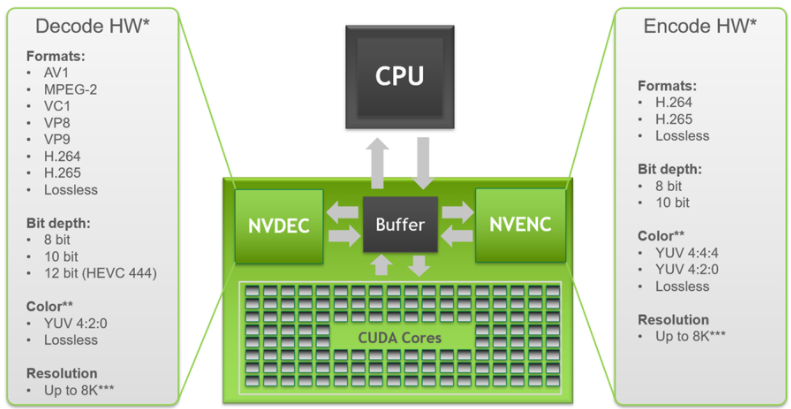 Decode HW*
Formats:
• AV1
• MPEG-2
• VC1
• VP8
• VP9
• H.264
• H.265
• Lossless
Bit depth:
• 8 bit
• 10 bit
• 12 bit (HEVC 444)
Color**
• YUV 4:2:0
• Lossless
Resolution
• Up to 8K***
CPU
NVDEC
Buffer
NVENC
CUDA Cores
Encode HW*
Formats:
• H.264
• H.265
• Lossless
Bit depth:
• 8 bit
• 10 bit
Color**
• YUV 4:4:4
• YUV 4:2:0
• Lossless
Resolution
• Up to 8K***